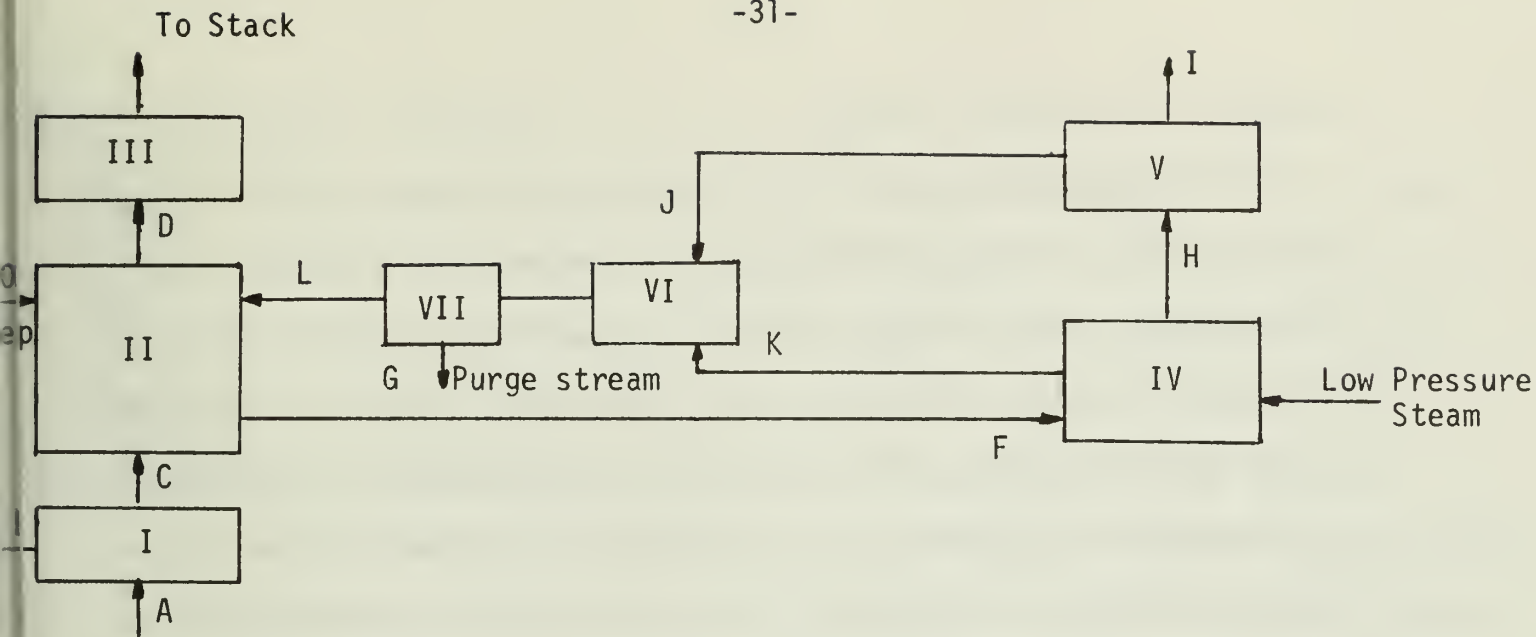 -31-
To Stack
I
III
V
D
J
H
L
VII
VI
II
K
G
Purge stream
IV
Low Pressure
Steam
F
C
I
A